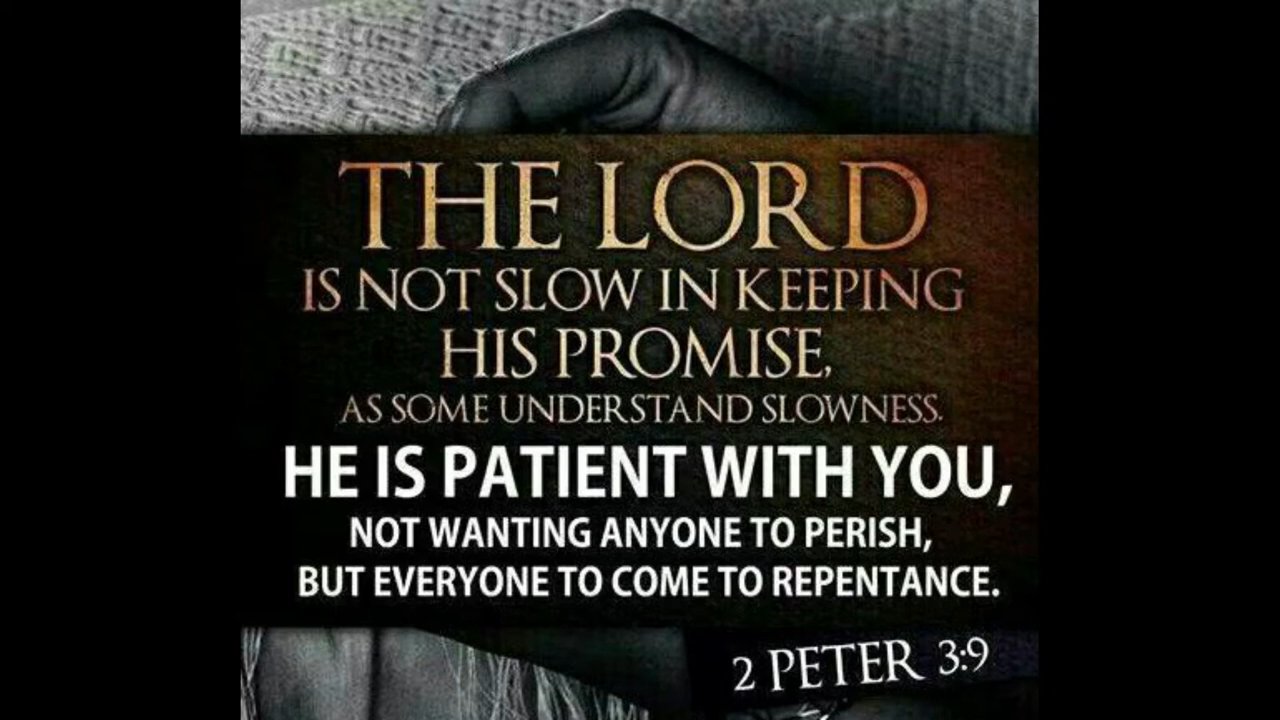 THE LORD
IS NOT SLOW IN KEEPING
HIS PROMISE,
AS SOME UNDERSTAND SLOWNESS.
HE IS PATIENT WITH YOU,
NOT WANTING ANYONE TO PERISH,
BUT EVERYONE TO COME TO REPENTANCE.
2 PETER 3:9